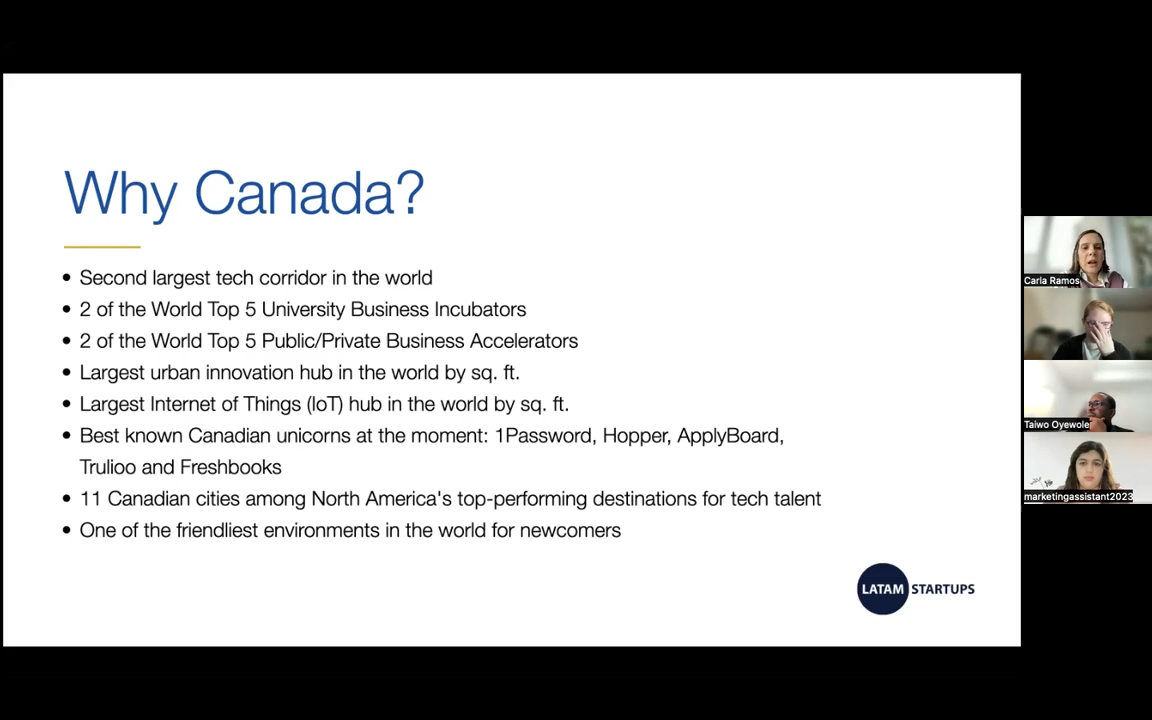 Why Canada?
• Second largest tech corridor in the world
• 2 of the World Top 5 University Business Incubators
• 2 of the World Top 5 Public/Private Business Accelerators
• Largest urban innovation hub in the world by sq. ft.
• Largest Internet of Things (IoT) hub in the world by sq. ft.
• Best known Canadian unicorns at the moment: 1Password, Hopper, ApplyBoard,
Trulioo and Freshbooks
• 11 Canadian cities among North America's top-performing destinations for tech talent
• One of the friendliest environments in the world for newcomers
LATAM STARTUPS
Carla Ramos
Taiwo Oyewole
marketingassistant2023